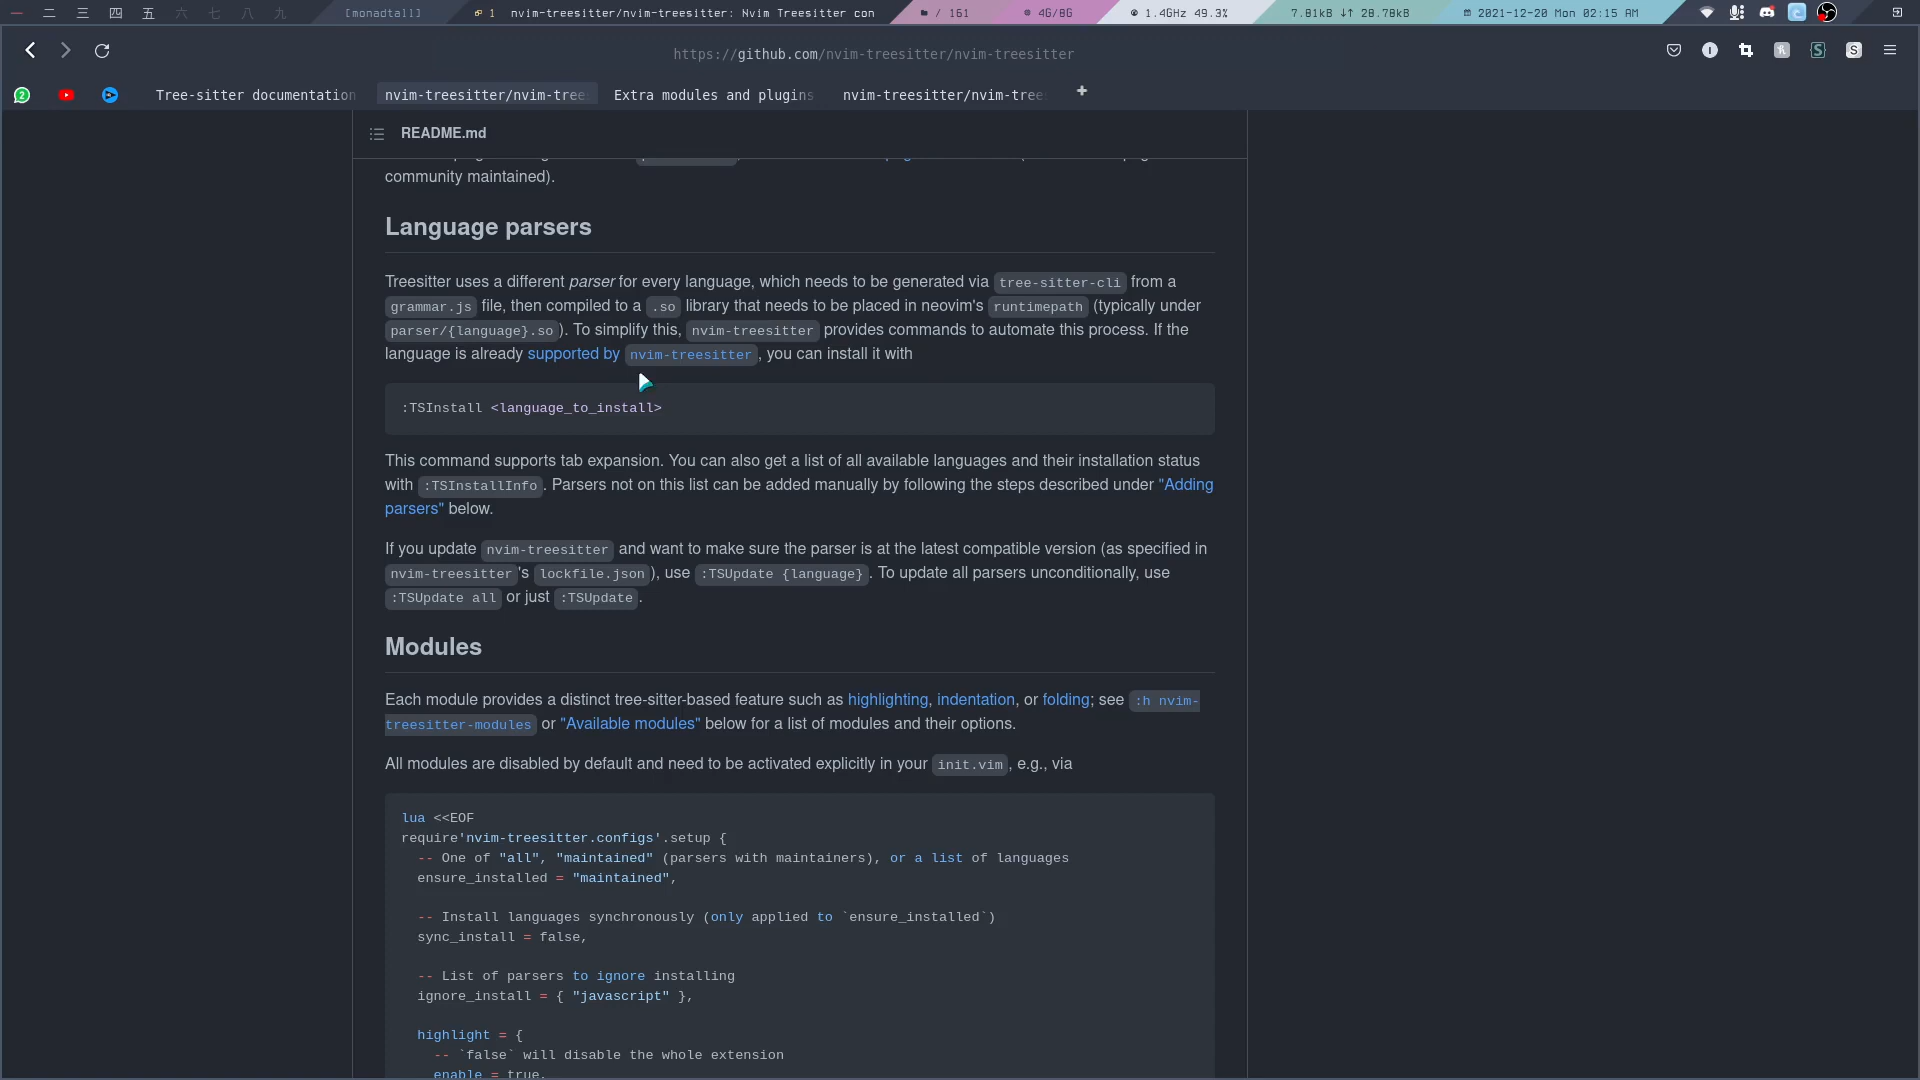 一 二 三 四 五 六 七 八 九 [monadtall] 1 nvim-treesitter/nvim-treesitter: Nvim Treesitter con / 161 4G/8G 1.4GHz 49.3% 7.81kB ↓↑ 28.78kB 2021-12-20 Mon 02:15 AM
https://github.com/nvim-treesitter/nvim-treesitter
Tree-sitter documentation nvim-treesitter/nvim-tree Extra modules and plugins nvim-treesitter/nvim-tree +
README.md
community maintained).
Language parsers
Treesitter uses a different parser for every language, which needs to be generated via tree-sitter-cli from a
grammar.js file, then compiled to a .so library that needs to be placed in neovim's runtimepath (typically under
parser/{language}.so). To simplify this, nvim-treesitter provides commands to automate this process. If the
language is already supported by nvim-treesitter, you can install it with
:TSInstall <language_to_install>
This command supports tab expansion. You can also get a list of all available languages and their installation status
with :TSInstallInfo. Parsers not on this list can be added manually by following the steps described under "Adding
parsers" below.
If you update nvim-treesitter and want to make sure the parser is at the latest compatible version (as specified in
nvim-treesitter's lockfile.json), use :TSUpdate {language}. To update all parsers unconditionally, use
:TSUpdate all or just :TSUpdate.
Modules
Each module provides a distinct tree-sitter-based feature such as highlighting, indentation, or folding; see :h nvim-
treesitter-modules or "Available modules" below for a list of modules and their options.
All modules are disabled by default and need to be activated explicitly in your init.vim, e.g., via
lua <<EOF
require'nvim-treesitter.configs'.setup {
-- One of "all", "maintained" (parsers with maintainers), or a list of languages
ensure_installed = "maintained",
-- Install languages synchronously (only applied to `ensure_installed`)
sync_install = false,
-- List of parsers to ignore installing
ignore_install = { "javascript" },
highlight = {
-- `false` will disable the whole extension
enable = true,